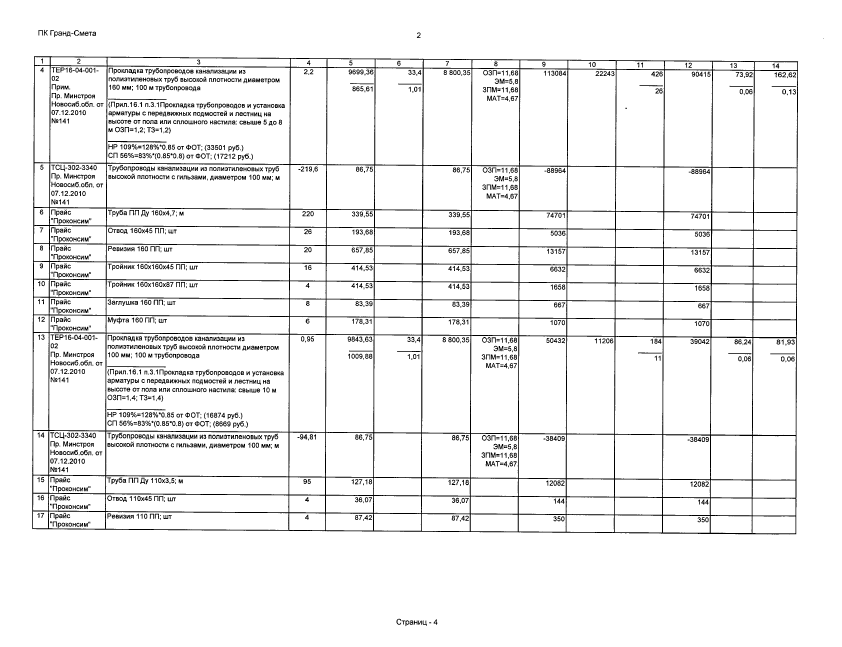 ПК Гранд-Смета
2
1 2 3 4 5 6 7 8 9 10 11 12 13 14
4 ТЕР16-04-001-02 Прокладка трубопроводов канализации из 2,2 9699,36 33,4 8 800,35 ОЗП=11,68 113084 22243 426 90415 73,92 162,62
полиэтиленовых труб высокой плотности диаметром ЭМ=5,8
Прим. 160 мм; 100 м трубопровода 865,61 1,01 ЗПМ=11,68 26 0,06 0,13
Пр. Минстроя МАТ=4,67
Новосиб.обл. от (Прил.16.1 п.3.1Прокладка трубопроводов и установка
07.12.2010 арматуры с передвижных подмостей и лестниц на
№141 высоте от пола или сплошного настила: свыше 5 до 8
м ОЗП=1,2; ТЗ=1,2)
НР 109%=128%*0.85 от ФОТ; (33501 руб.)
СП 56%=83%*(0.85*0.8) от ФОТ; (17212 руб.)
5 ТСЦ-302-3340 Трубопроводы канализации из полиэтиленовых труб -219,6 86,75 86,75 ОЗП=11,68 -88964 -88964
Пр. Минстроя высокой плотности с гильзами, диаметром 100 мм; м ЭМ=5,8
Новосиб.обл. от ЗПМ=11,68
07.12.2010 МАТ=4,67
№141
6 Прайс Труба ПП Ду 160х4,7; м 220 339,55 339,55 74701 74701
"Проконсим"
7 Прайс Отвод 160х45 ПП; шт 26 193,68 193,68 5036 5036
"Проконсим"
8 Прайс Ревизия 160 ПП; шт 20 657,85 657,85 13157 13157
"Проконсим"
9 Прайс Тройник 160х160х45 ПП; шт 16 414,53 414,53 6632 6632
"Проконсим"
10 Прайс Тройник 160х160х87 ПП; шт 4 414,53 414,53 1658 1658
"Проконсим"
11 Прайс Заглушка 160 ПП; шт 8 83,39 83,39 667 667
"Проконсим"
12 Прайс Муфта 160 ПП; шт 6 178,31 178,31 1070 1070
"Проконсим"
13 ТЕР16-04-001-02 Прокладка трубопроводов канализации из 0,95 9843,63 33,4 8 800,35 ОЗП=11,68 50432 11206 184 39042 86,24 81,93
полиэтиленовых труб высокой плотности диаметром ЭМ=5,8
Пр. Минстроя 100 мм; 100 м трубопровода 1009,88 1,01 ЗПМ=11,68 11 0,06 0,06
Новосиб.обл. от МАТ=4,67
07.12.2010 (Прил.16.1 п.3.1Прокладка трубопроводов и установка
№141 арматуры с передвижных подмостей и лестниц на
высоте от пола или сплошного настила: свыше 10 м
ОЗП=1,4; ТЗ=1,4)
НР 109%=128%*0.85 от ФОТ; (16874 руб.)
СП 56%=83%*(0.85*0.8) от ФОТ; (8669 руб.)
14 ТСЦ-302-3340 Трубопроводы канализации из полиэтиленовых труб -94,81 86,75 86,75 ОЗП=11,68 -38409 -38409
Пр. Минстроя высокой плотности с гильзами, диаметром 100 мм; м ЭМ=5,8
Новосиб.обл. от ЗПМ=11,68
07.12.2010 МАТ=4,67
№141
15 Прайс Труба ПП Ду 110х3,5; м 95 127,18 127,18 12082 12082
"Проконсим"
16 Прайс Отвод 110х45 ПП; шт 4 36,07 36,07 144 144
"Проконсим"
17 Прайс Ревизия 110 ПП; шт 4 87,42 87,42 350 350
"Проконсим"
Страниц - 4